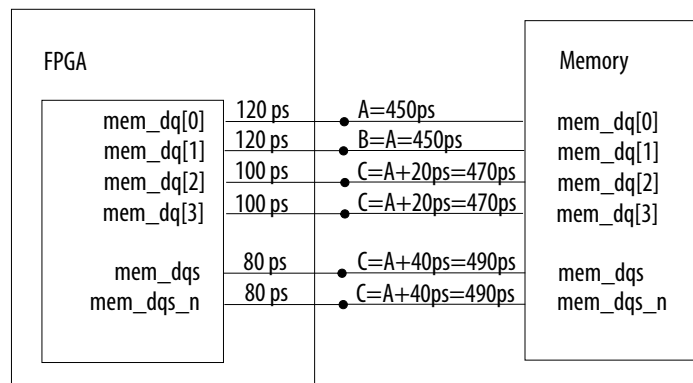 FPGA
Memory
mem_dq[0] 120 ps A=450ps mem_dq[0]
mem_dq[1] 120 ps B=A=450ps mem_dq[1]
mem_dq[2] 100 ps C=A+20ps=470ps mem_dq[2]
mem_dq[3] 100 ps C=A+20ps=470ps mem_dq[3]
mem_dqs 80 ps C=A+40ps=490ps mem_dqs
mem_dqs_n 80 ps C=A+40ps=490ps mem_dqs_n